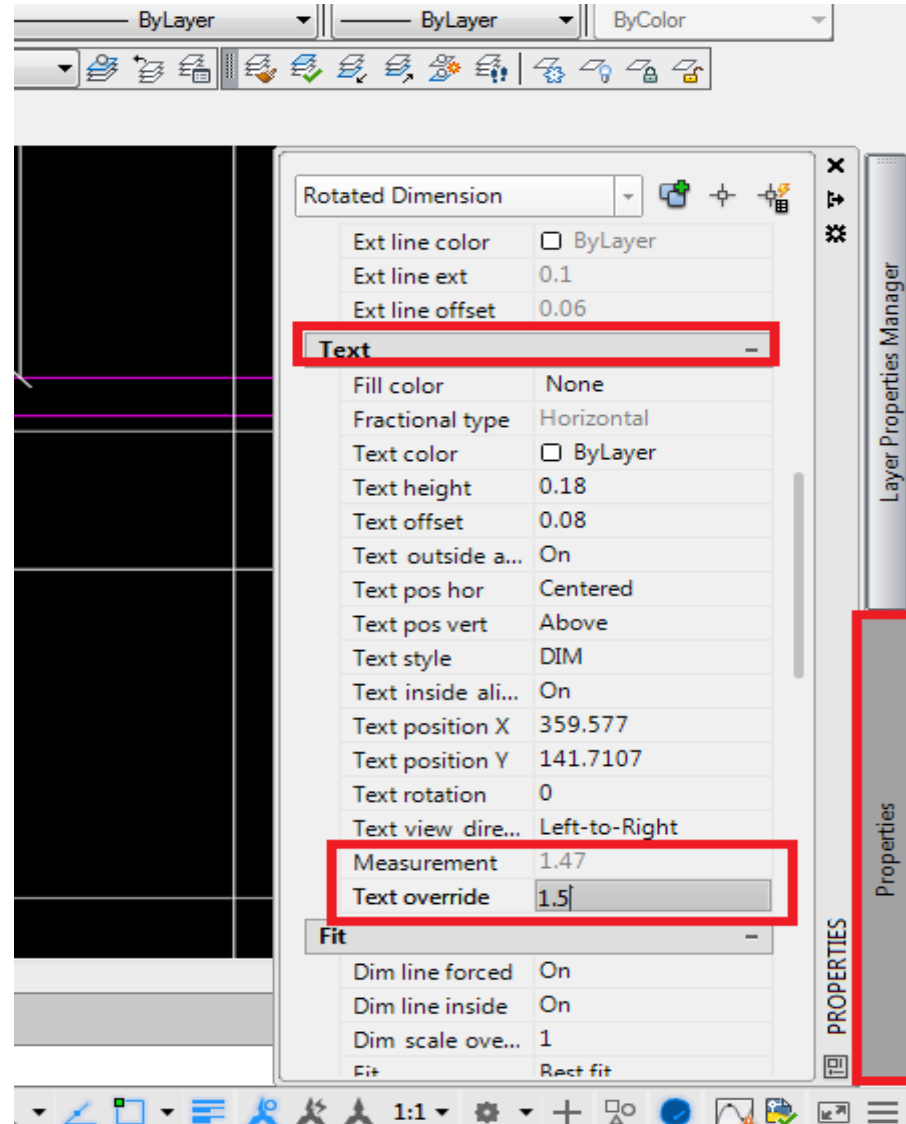 ByLayer ByLayer ByColor
Rotated Dimension
Ext line color ByLayer
Ext line ext 0.1
Ext line offset 0.06
Text
Fill color None
Fractional type Horizontal
Text color ByLayer
Text height 0.18
Text offset 0.08
Text outside a... On
Text pos hor Centered
Text pos vert Above
Text style DIM
Text inside ali... On
Text position X 359.577
Text position Y 141.7107
Text rotation 0
Text view dire... Left-to-Right
Measurement 1.47
Text override 1.5
Fit
Dim line forced On
Dim line inside On
Dim scale ove... 1
Fit Best fit
PROPERTIES
Layer Properties Manager
Properties
1:1